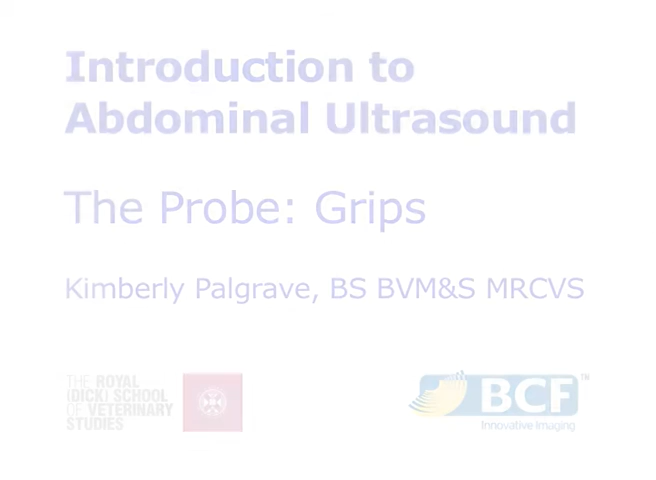 Introduction to
Abdominal Ultrasound
The Probe: Grips
Kimberly Palgrave, BS BVM&S MRCVS
THE ROYAL
(DICK) SCHOOL
OF VETERINARY
STUDIES
BCF™
Innovative Imaging